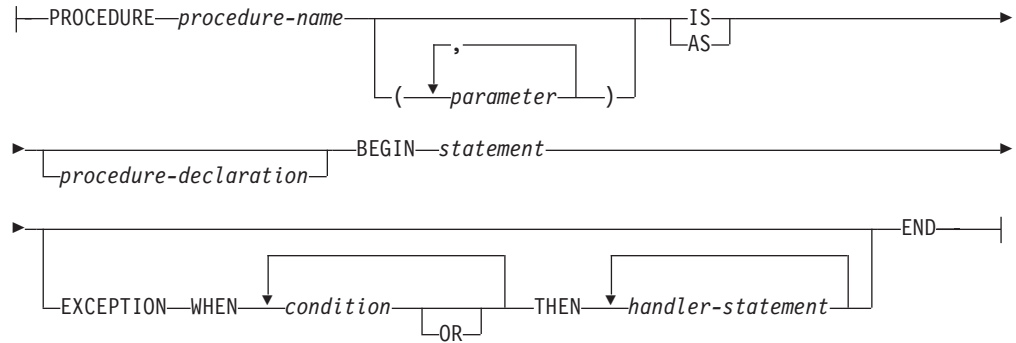 PROCEDURE procedure-name IS
AS
,
( parameter )
BEGIN statement
procedure-declaration
END
EXCEPTION WHEN condition THEN handler-statement
OR